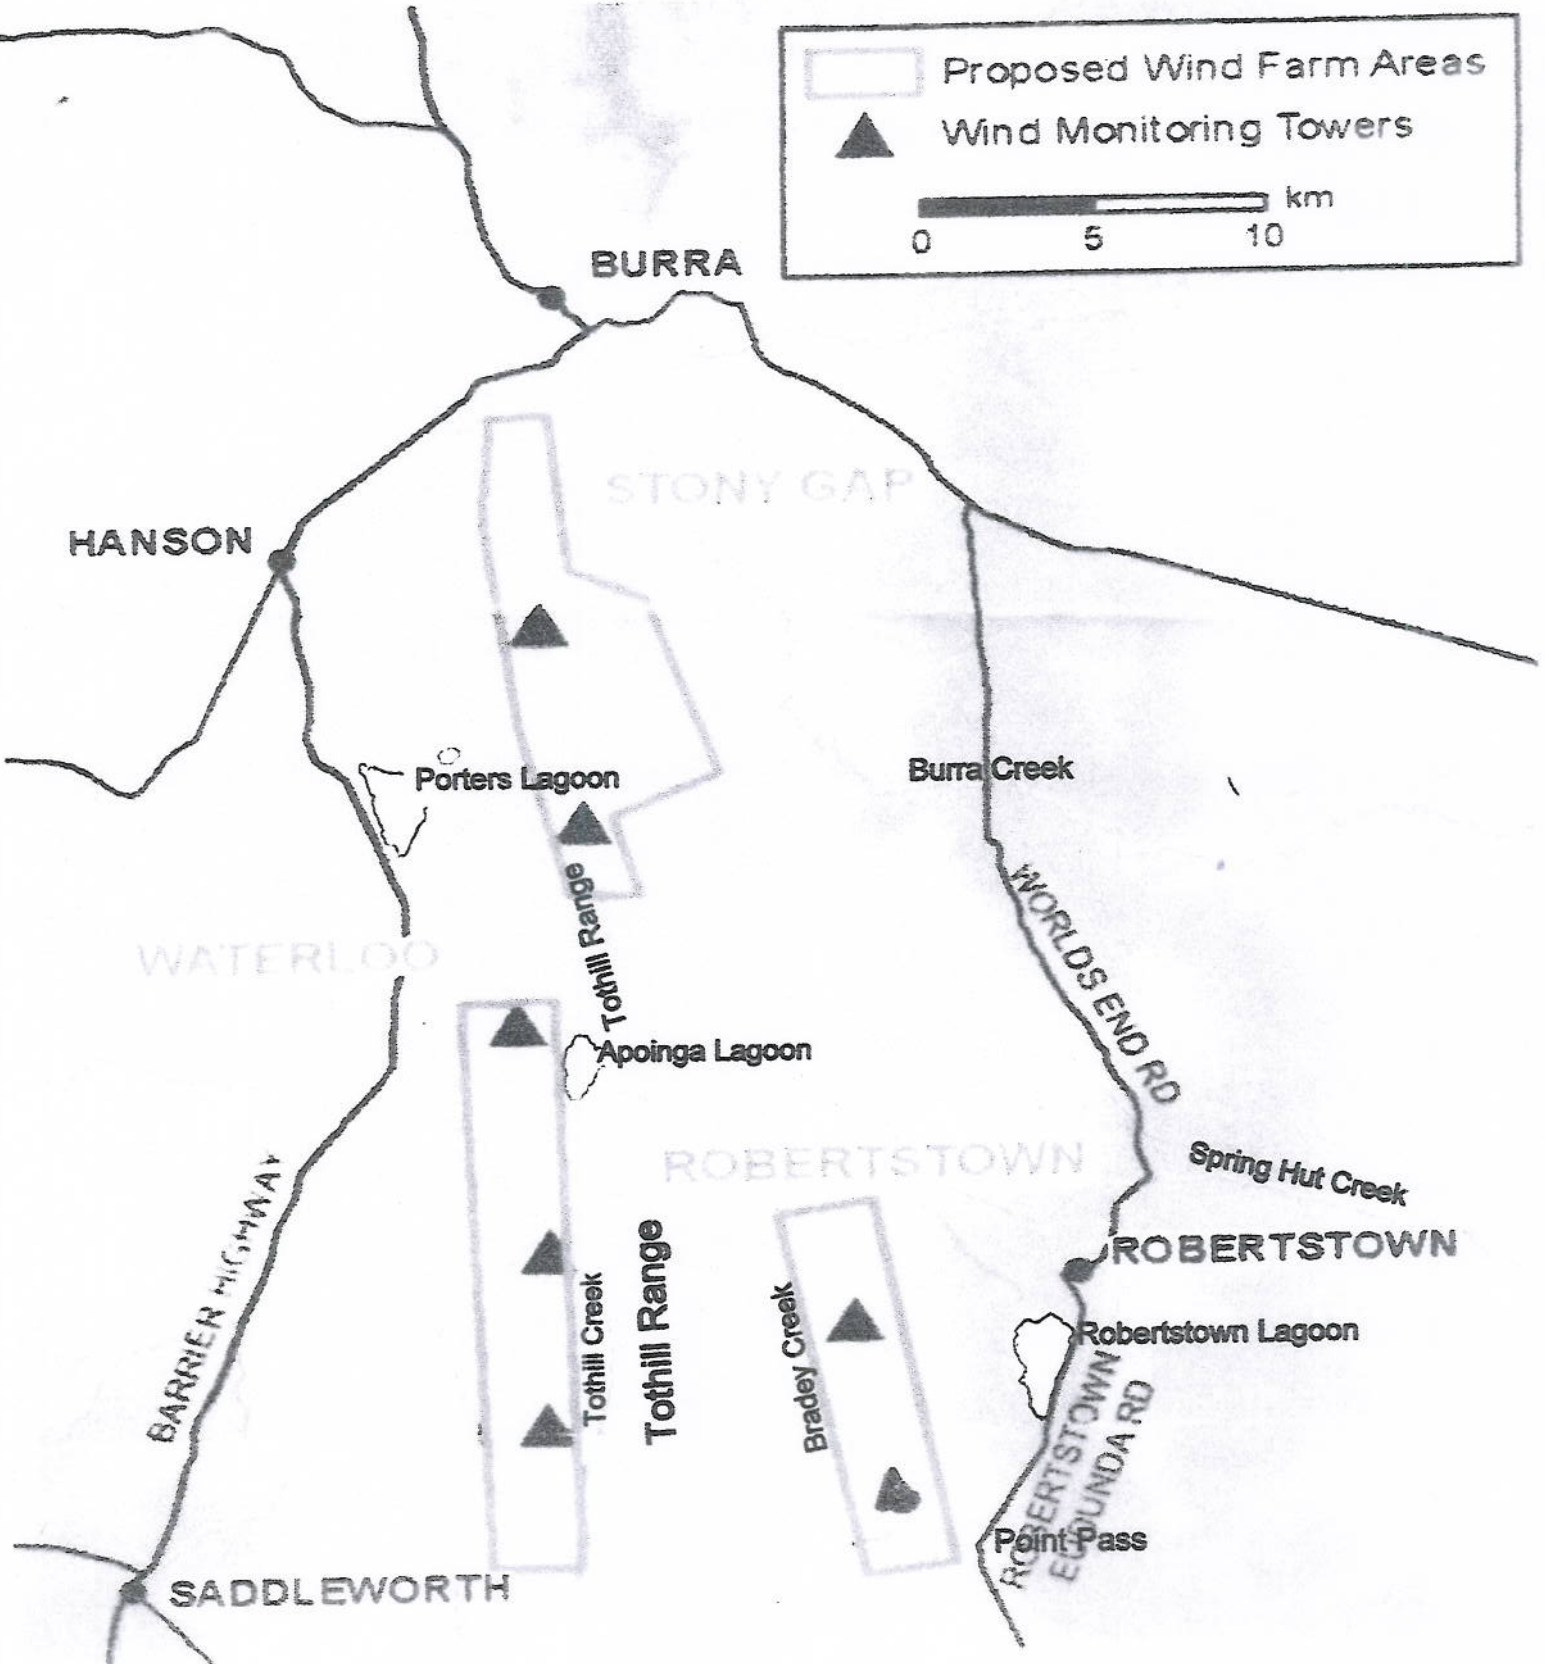 Proposed Wind Farm Areas
Wind Monitoring Towers
km
0 5 10
BURRA
STONY GAP
HANSON
Porters Lagoon
Burra Creek
Tothill Range
WORLDS END RD
WATERLOO
Apoinga Lagoon
ROBERTSTOWN
Spring Hut Creek
BARRIER HIGHWAY
ROBERTSTOWN
Tothill Creek
Tothill Range
Bradey Creek
Robertstown Lagoon
ROBERTSTOWN
EUDUNDA RD
Point Pass
SADDLEWORTH